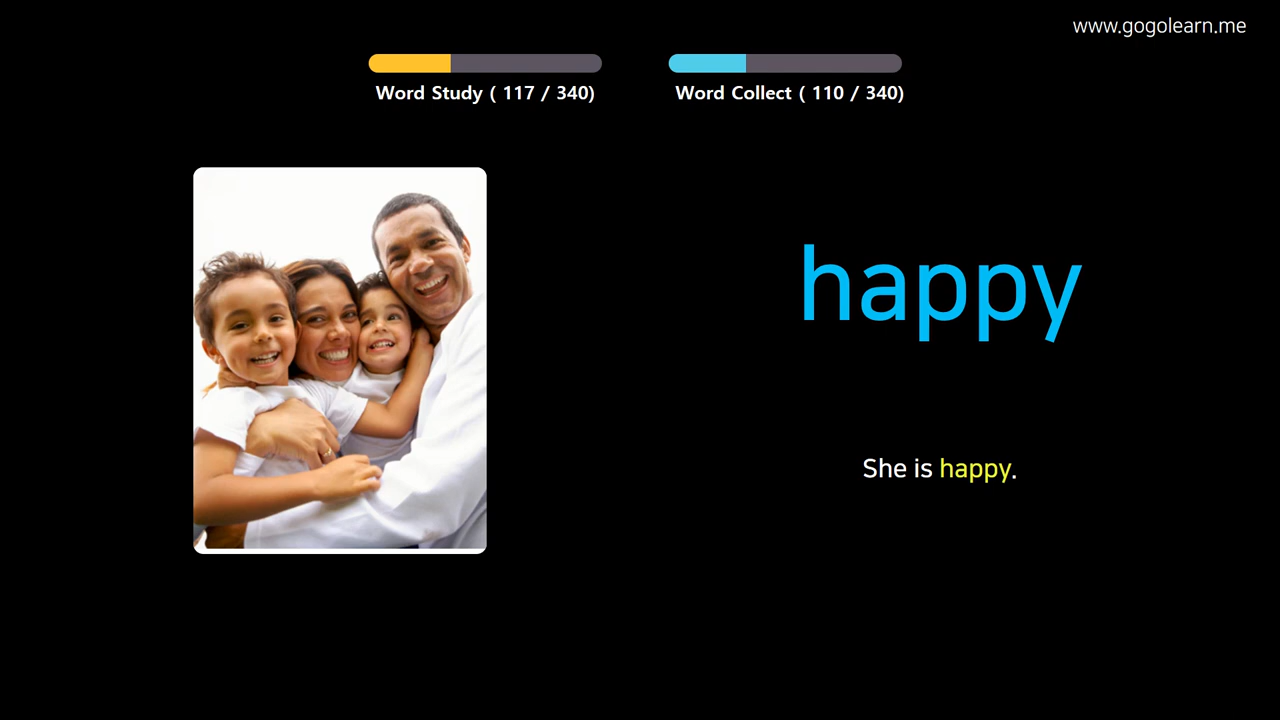 www.gogolearn.me
Word Study ( 117 / 340)
Word Collect ( 110 / 340)
happy
She is happy.